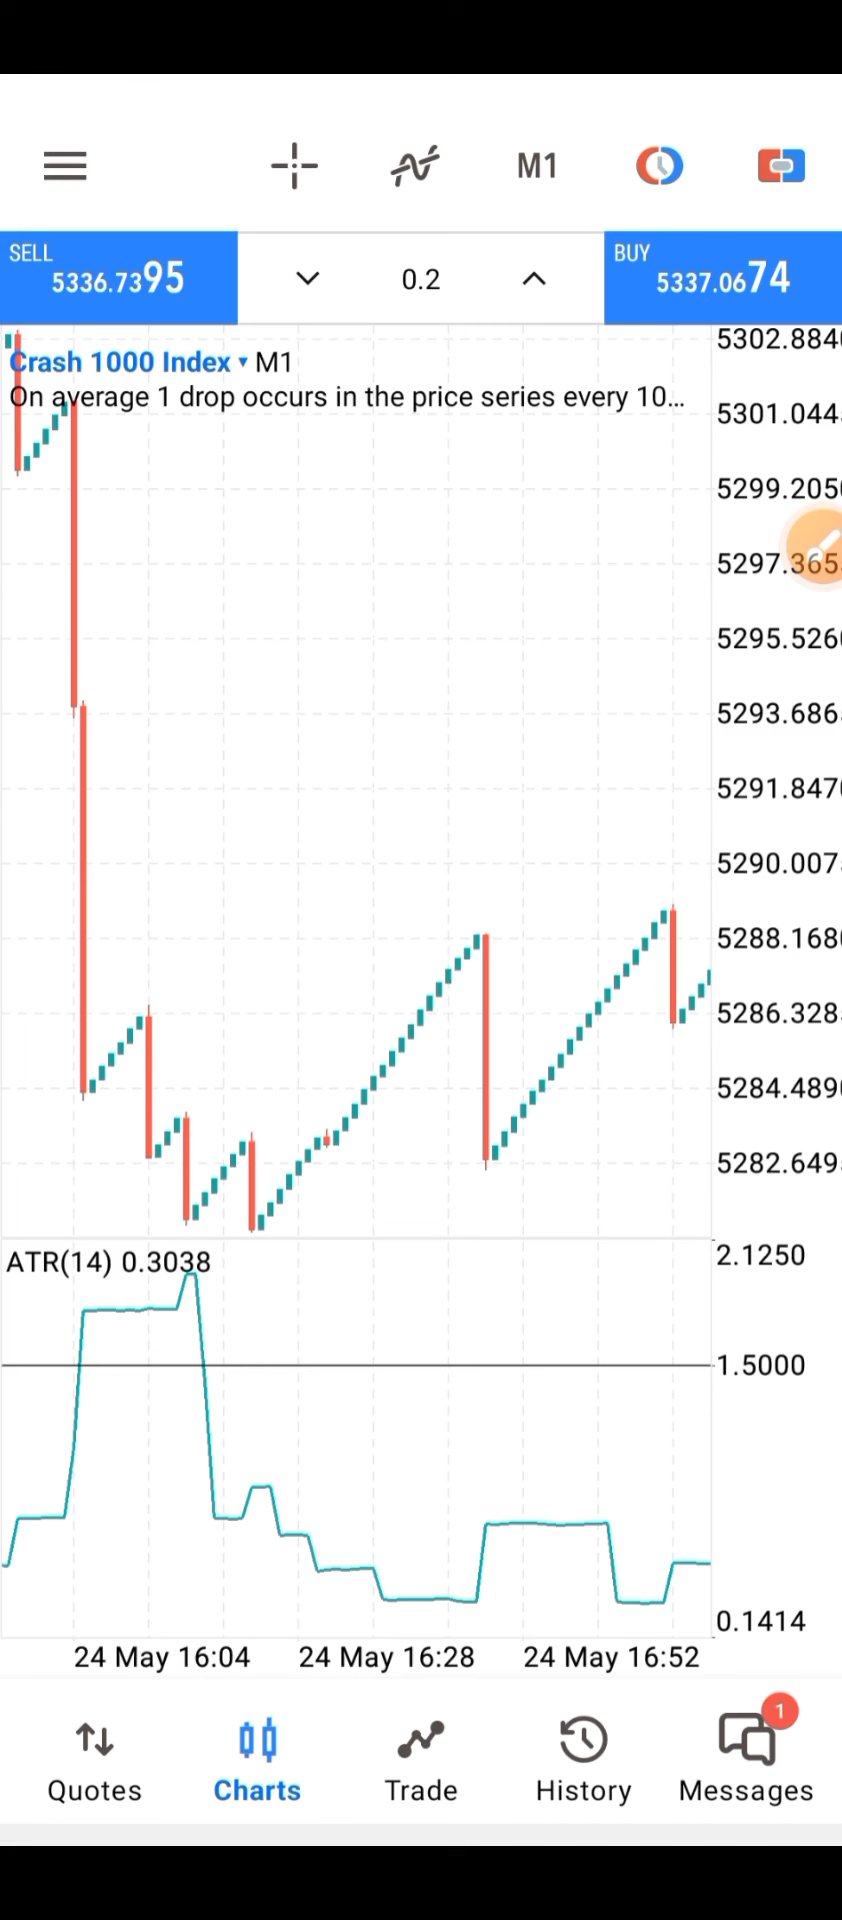 M1
SELL
5336.7395
0.2
BUY
5337.0674
Crash 1000 Index ▾ M1
On average 1 drop occurs in the price series every 10...
5302.884
5301.044
5299.205
5297.365
5295.526
5293.686
5291.847
5290.007
5288.168
5286.328
5284.489
5282.649
ATR(14) 0.3038
2.1250
1.5000
0.1414
24 May 16:04
24 May 16:28
24 May 16:52
1
Quotes
Charts
Trade
History
Messages